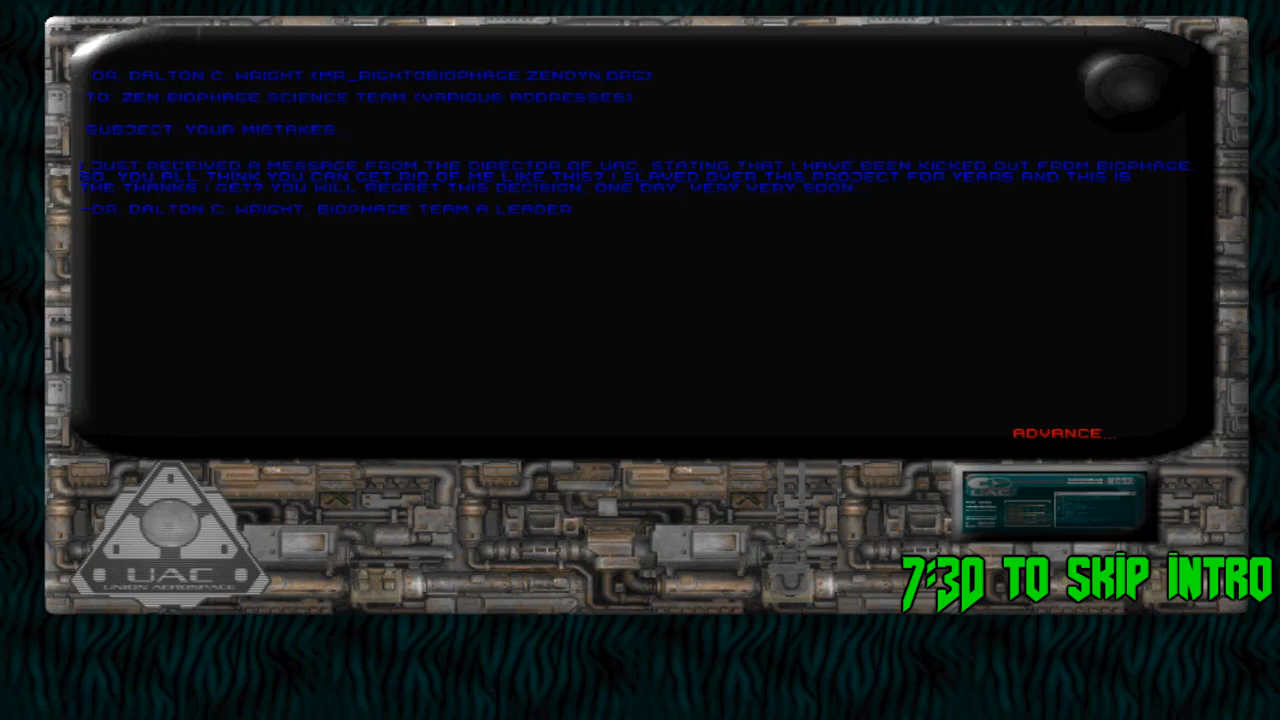 -DR. DALTON C. WRIGHT (MR_RIGHT@BIOPHAGE.ZENDYN.ORG)
TO: ZEN BIOPHAGE SCIENCE TEAM (VARIOUS ADDRESSES)
SUBJECT: YOUR MISTAKES...
I JUST RECEIVED A MESSAGE FROM THE DIRECTOR OF UAC, STATING THAT I HAVE BEEN KICKED OUT FROM BIOPHAGE.
SO, YOU ALL THINK YOU CAN GET RID OF ME LIKE THIS? I SLAVED OVER THIS PROJECT FOR YEARS AND THIS IS
THE THANKS I GET? YOU WILL REGRET THIS DECISION, ONE DAY, VERY VERY SOON.
-DR. DALTON C. WRIGHT, BIOPHAGE TEAM A LEADER
ADVANCE...
UAC
UNION AEROSPACE
7:30 TO SKIP INTRO